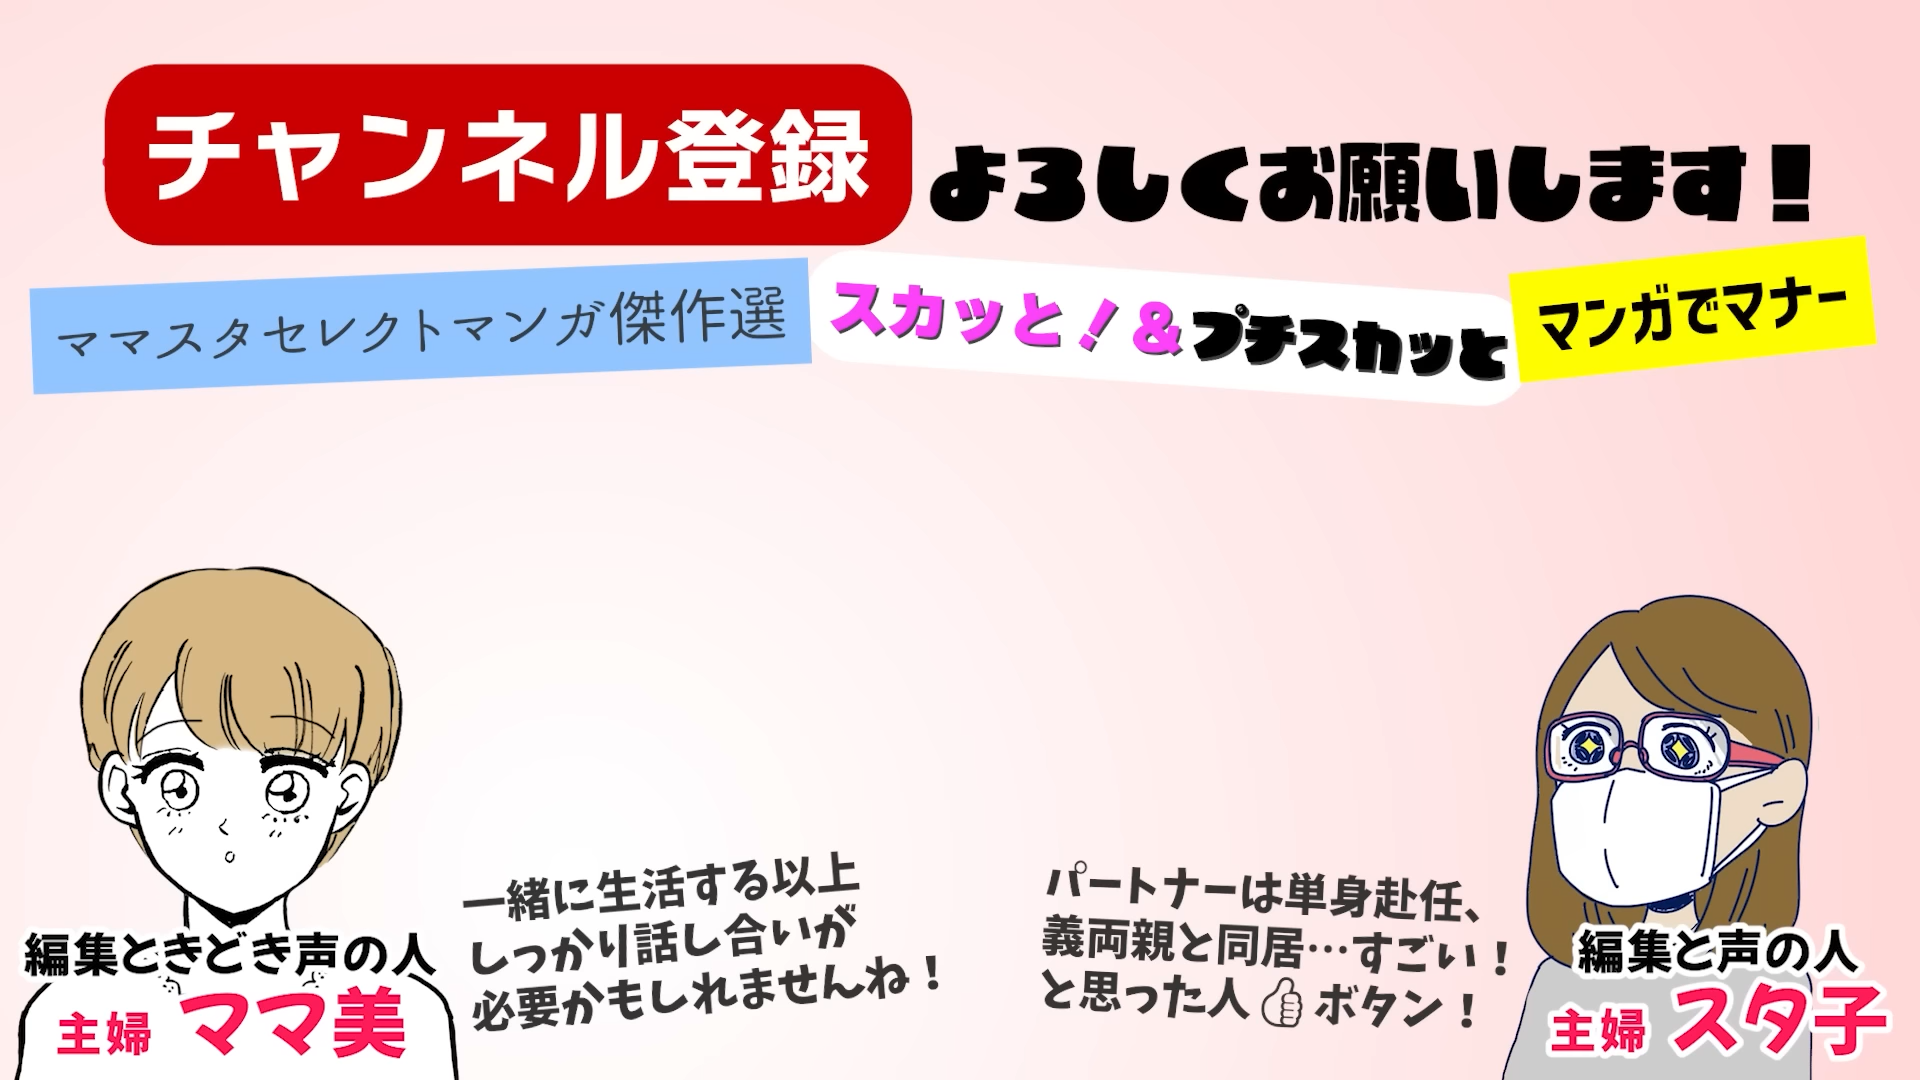 チャンネル登録よろしくお願いします！
ママスタセレクトマンガ傑作選
スカッと！&プチスカッと
マンガでマナー
一緒に生活する以上
しっかり話し合いが
必要かもしれませんね！
パートナーは単身赴任、
義両親と同居…すごい！
と思った人👍ボタン！
編集ときどき声の人
主婦 ママ美
編集と声の人
主婦 スタ子